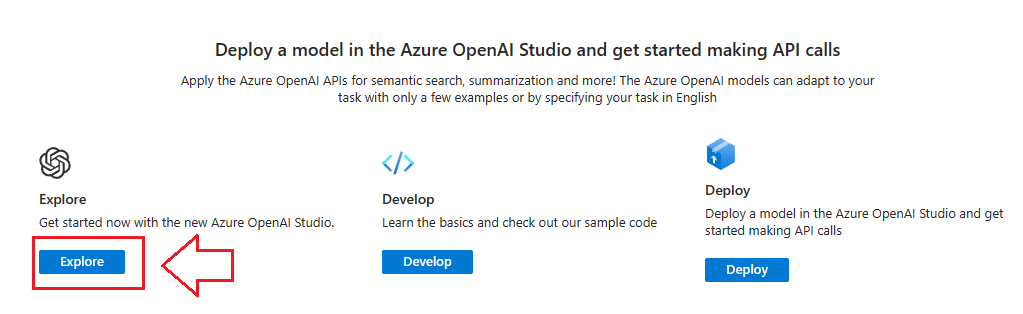 Deploy a model in the Azure OpenAI Studio and get started making API calls
Apply the Azure OpenAI APIs for semantic search, summarization and more! The Azure OpenAI models can adapt to your
task with only a few examples or by specifying your task in English
Explore
Get started now with the new Azure OpenAI Studio.
Explore
Develop
Learn the basics and check out our sample code
Develop
Deploy
Deploy a model in the Azure OpenAI Studio and get
started making API calls
Deploy